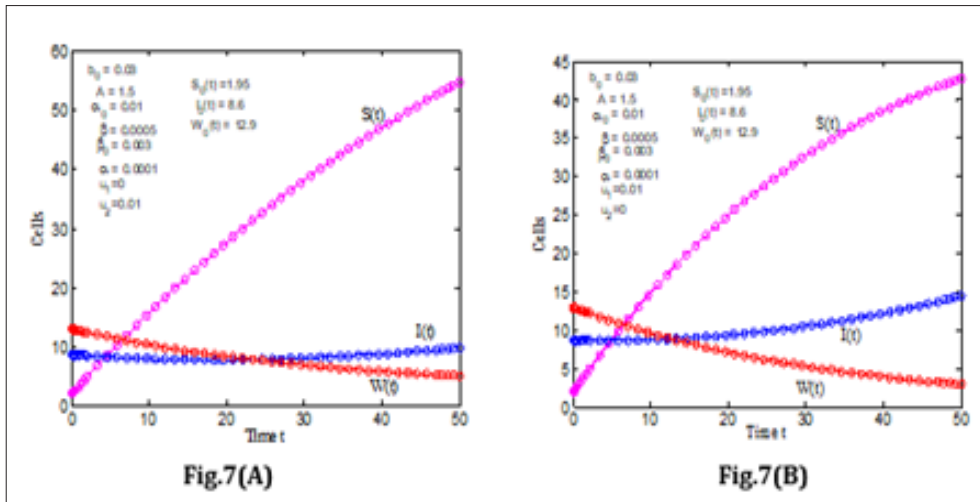 60
50
40
30
20
10
0
Cells
b₀ = 0.03
A = 1.5
α₀ = 0.01
β = 0.0005
= 0.003
= 0.0001
u₁=0
u₂=0.01
S₀(t) =1.95
I₀(t) = 8.6
W₀(t) = 12.9
S(t)
I(t)
W(t)
0 10 20 30 40 50
Time t
Fig.7(A)
45
40
35
30
25
20
15
10
5
0
Cells
b₀ = 0.03
A = 1.5
α₀ = 0.01
β = 0.0005
= 0.003
= 0.0001
u₁=0.01
u₂=0
S₀(t) =1.95
I₀(t) = 8.6
W₀(t) = 12.9
S(t)
I(t)
W(t)
0 10 20 30 40 50
Time t
Fig.7(B)